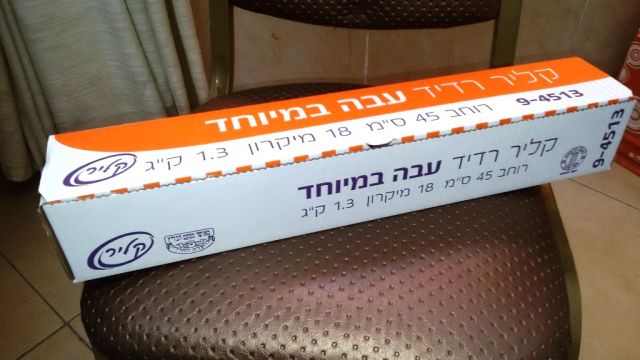 קליר רדיד עבה במיוחד
רוחב 45 ס"מ 18 מיקרון 1.3 ק"ג
9-4513
קליר
קליר רדיד עבה במיוחד
רוחב 45 ס"מ 18 מיקרון 1.3 ק"ג
9-4513
קליר